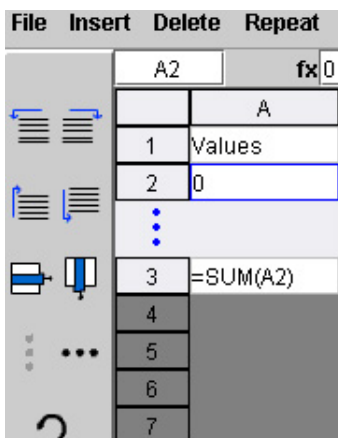 File Insert Delete Repeat
A2 fx 0
A
1 Values
2 0
3 =SUM(A2)
4
5
6
7